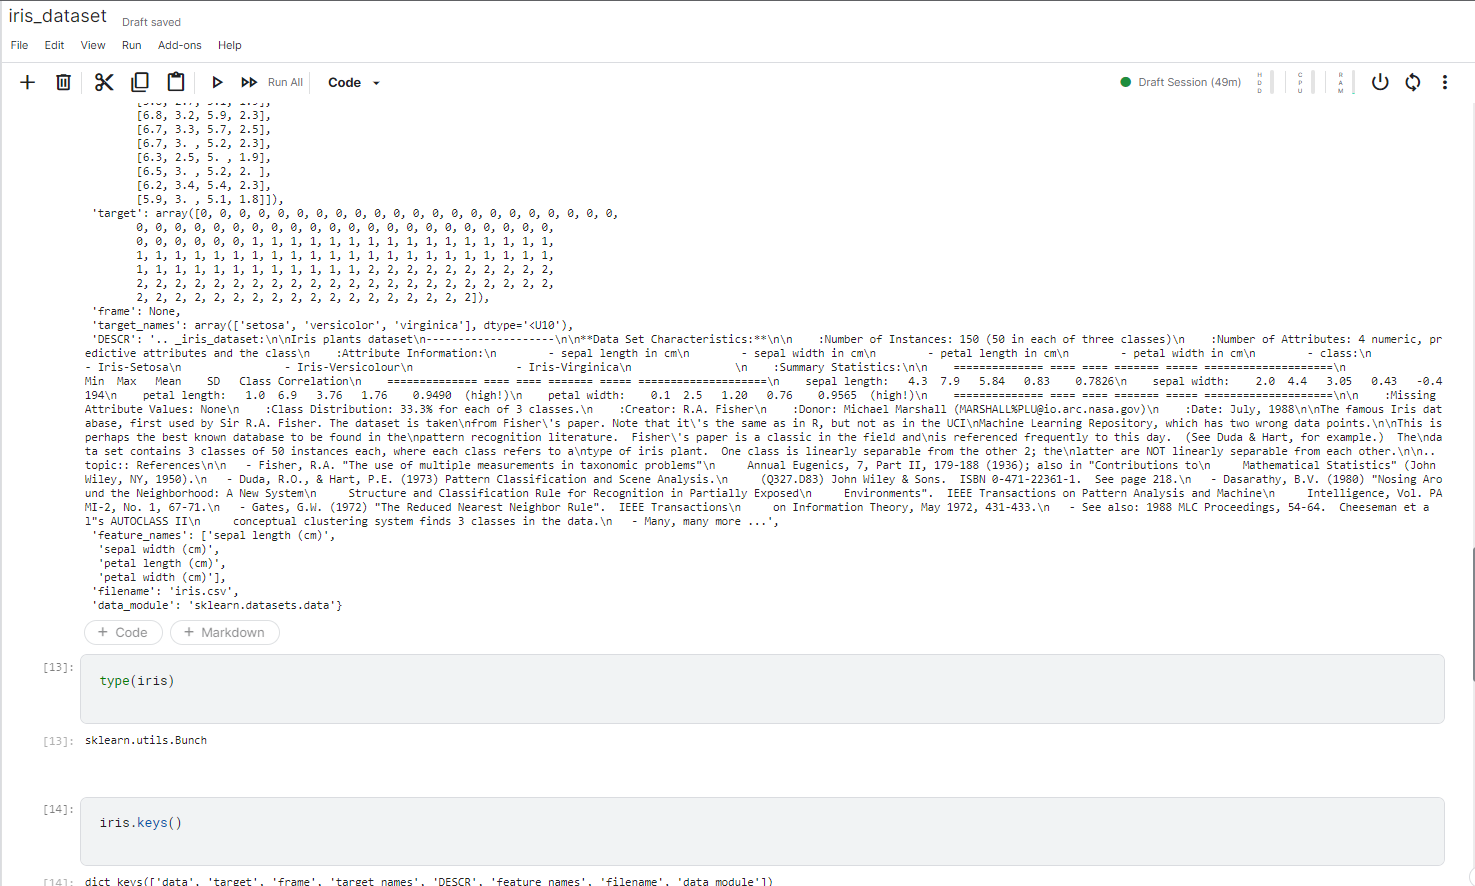 iris_dataset Draft saved
File Edit View Run Add-ons Help
Run All Code Draft Session (49m) HDD CPU RAM
[6.8, 3.2, 5.9, 2.3],
[6.7, 3.3, 5.7, 2.5],
[6.7, 3. , 5.2, 2.3],
[6.3, 2.5, 5. , 1.9],
[6.5, 3. , 5.2, 2. ],
[6.2, 3.4, 5.4, 2.3],
[5.9, 3. , 5.1, 1.8]]),
'target': array([0, 0, 0, 0, 0, 0, 0, 0, 0, 0, 0, 0, 0, 0, 0, 0, 0, 0, 0, 0, 0, 0,
0, 0, 0, 0, 0, 0, 0, 0, 0, 0, 0, 0, 0, 0, 0, 0, 0, 0, 0, 0, 0, 0,
0, 0, 0, 0, 0, 0, 1, 1, 1, 1, 1, 1, 1, 1, 1, 1, 1, 1, 1, 1, 1, 1,
1, 1, 1, 1, 1, 1, 1, 1, 1, 1, 1, 1, 1, 1, 1, 1, 1, 1, 1, 1, 1, 1,
1, 1, 1, 1, 1, 1, 1, 1, 1, 1, 1, 1, 2, 2, 2, 2, 2, 2, 2, 2, 2, 2,
2, 2, 2, 2, 2, 2, 2, 2, 2, 2, 2, 2, 2, 2, 2, 2, 2, 2, 2, 2, 2, 2,
2, 2, 2, 2, 2, 2, 2, 2, 2, 2, 2, 2, 2, 2, 2, 2, 2, 2]),
'frame': None,
'target_names': array(['setosa', 'versicolor', 'virginica'], dtype='<U10'),
'DESCR': '.. _iris_dataset:\n\nIris plants dataset\n--------------------\n\n**Data Set Characteristics:**\n\n    :Number of Instances: 150 (50 in each of three classes)\n    :Number of Attributes: 4 numeric, pr
edictive attributes and the class\n    :Attribute Information:\n        - sepal length in cm\n        - sepal width in cm\n        - petal length in cm\n        - petal width in cm\n        - class:\n
- Iris-Setosa\n                - Iris-Versicolour\n                - Iris-Virginica\n                \n    :Summary Statistics:\n\n    ============== ==== ==== ======= ===== ====================\n
Min  Max   Mean    SD   Class Correlation\n    ============== ==== ==== ======= ===== ====================\n    sepal length:   4.3  7.9   5.84   0.83    0.7826\n    sepal width:    2.0  4.4   3.05   0.43   -0.4
194\n    petal length:   1.0  6.9   3.76   1.76    0.9490  (high!)\n    petal width:    0.1  2.5   1.20   0.76    0.9565  (high!)\n    ============== ==== ==== ======= ===== ====================\n\n    :Missing
Attribute Values: None\n    :Class Distribution: 33.3% for each of 3 classes.\n    :Creator: R.A. Fisher\n    :Donor: Michael Marshall (MARSHALL%PLU@io.arc.nasa.gov)\n    :Date: July, 1988\n\nThe famous Iris dat
abase, first used by Sir R.A. Fisher. The dataset is taken\nfrom Fisher\'s paper. Note that it\'s the same as in R, but not as in the UCI\nMachine Learning Repository, which has two wrong data points.\n\nThis is
perhaps the best known database to be found in the\npattern recognition literature.  Fisher\'s paper is a classic in the field and\nis referenced frequently to this day.  (See Duda & Hart, for example.)  The\nda
ta set contains 3 classes of 50 instances each, where each class refers to a\ntype of iris plant.  One class is linearly separable from the other 2; the\nlatter are NOT linearly separable from each other.\n\n..
topic:: References\n\n   - Fisher, R.A. "The use of multiple measurements in taxonomic problems"\n     Annual Eugenics, 7, Part II, 179-188 (1936); also in "Contributions to\n     Mathematical Statistics" (John
Wiley, NY, 1950).\n   - Duda, R.O., & Hart, P.E. (1973) Pattern Classification and Scene Analysis.\n     (Q327.D83) John Wiley & Sons.  ISBN 0-471-22361-1.  See page 218.\n   - Dasarathy, B.V. (1980) "Nosing Aro
und the Neighborhood: A New System\n     Structure and Classification Rule for Recognition in Partially Exposed\n     Environments".  IEEE Transactions on Pattern Analysis and Machine\n     Intelligence, Vol. PA
MI-2, No. 1, 67-71.\n   - Gates, G.W. (1972) "The Reduced Nearest Neighbor Rule".  IEEE Transactions\n     on Information Theory, May 1972, 431-433.\n   - See also: 1988 MLC Proceedings, 54-64.  Cheeseman et a
l"s AUTOCLASS II\n     conceptual clustering system finds 3 classes in the data.\n   - Many, many more ...',
'feature_names': ['sepal length (cm)',
'sepal width (cm)',
'petal length (cm)',
'petal width (cm)'],
'filename': 'iris.csv',
'data_module': 'sklearn.datasets.data'}
+ Code + Markdown
[13]: type(iris)
[13]: sklearn.utils.Bunch
[14]: iris.keys()
[14]: dict_keys(['data', 'target', 'frame', 'target_names', 'DESCR', 'feature_names', 'filename', 'data_module'])